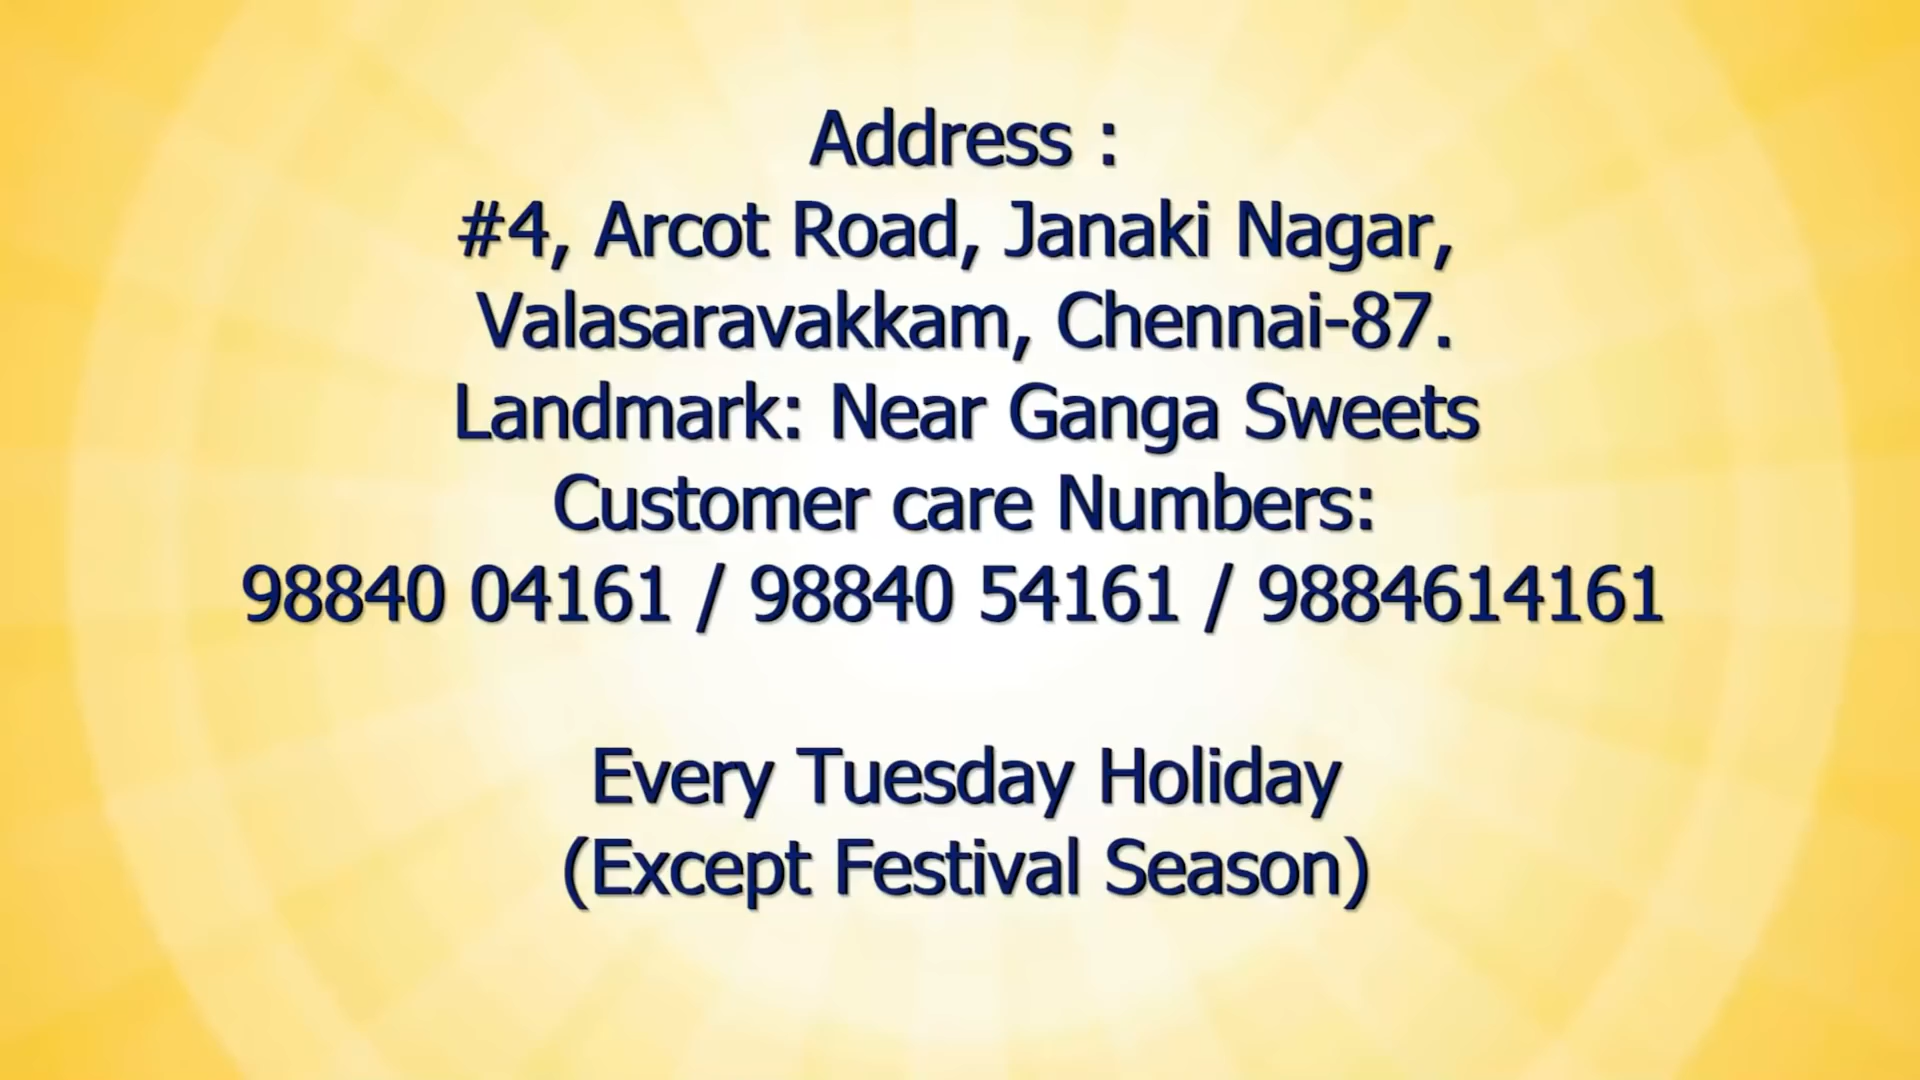 Address :
#4, Arcot Road, Janaki Nagar,
Valasaravakkam, Chennai-87.
Landmark: Near Ganga Sweets
Customer care Numbers:
98840 04161 / 98840 54161 / 9884614161
Every Tuesday Holiday
(Except Festival Season)